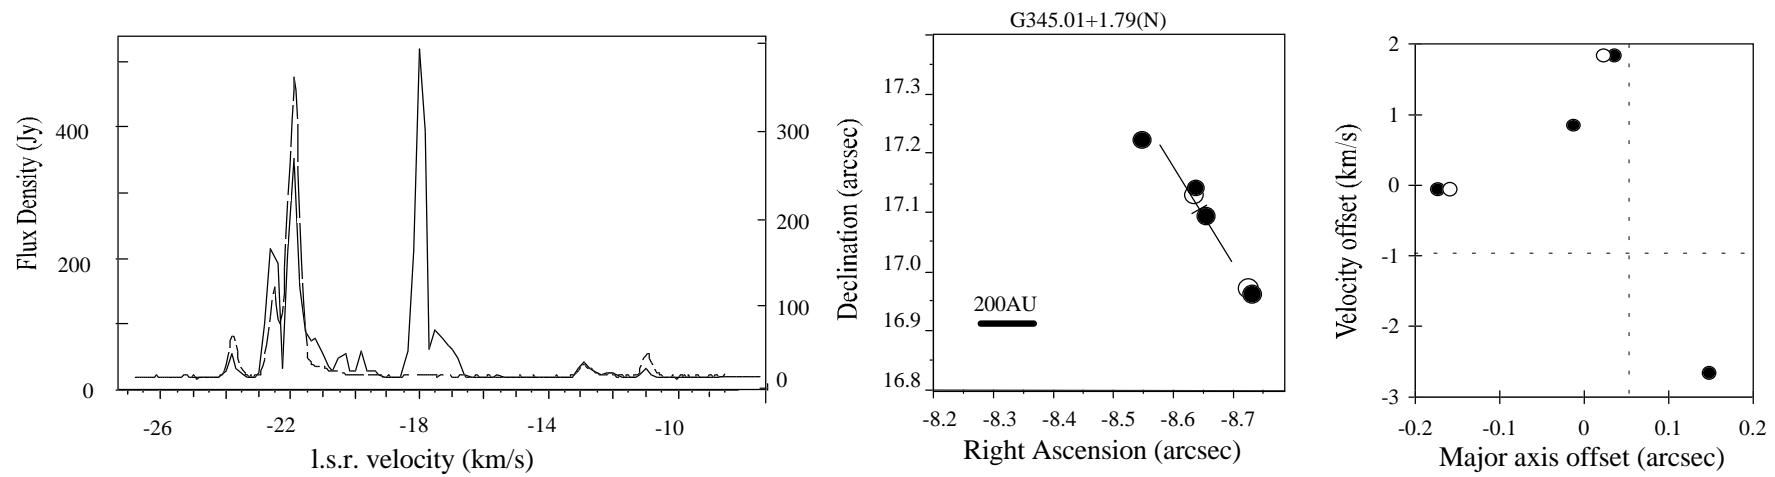 G345.01+1.79(N)
Flux Density (Jy)
400
200
0
300
200
100
0
-26 -22 -18 -14 -10
l.s.r. velocity (km/s)
Declination (arcsec)
17.3
17.2
17.1
17.0
16.9
16.8
200AU
-8.2 -8.3 -8.4 -8.5 -8.6 -8.7
Right Ascension (arcsec)
Velocity offset (km/s)
2
1
0
-1
-2
-3
-0.2 -0.1 0 0.1 0.2
Major axis offset (arcsec)